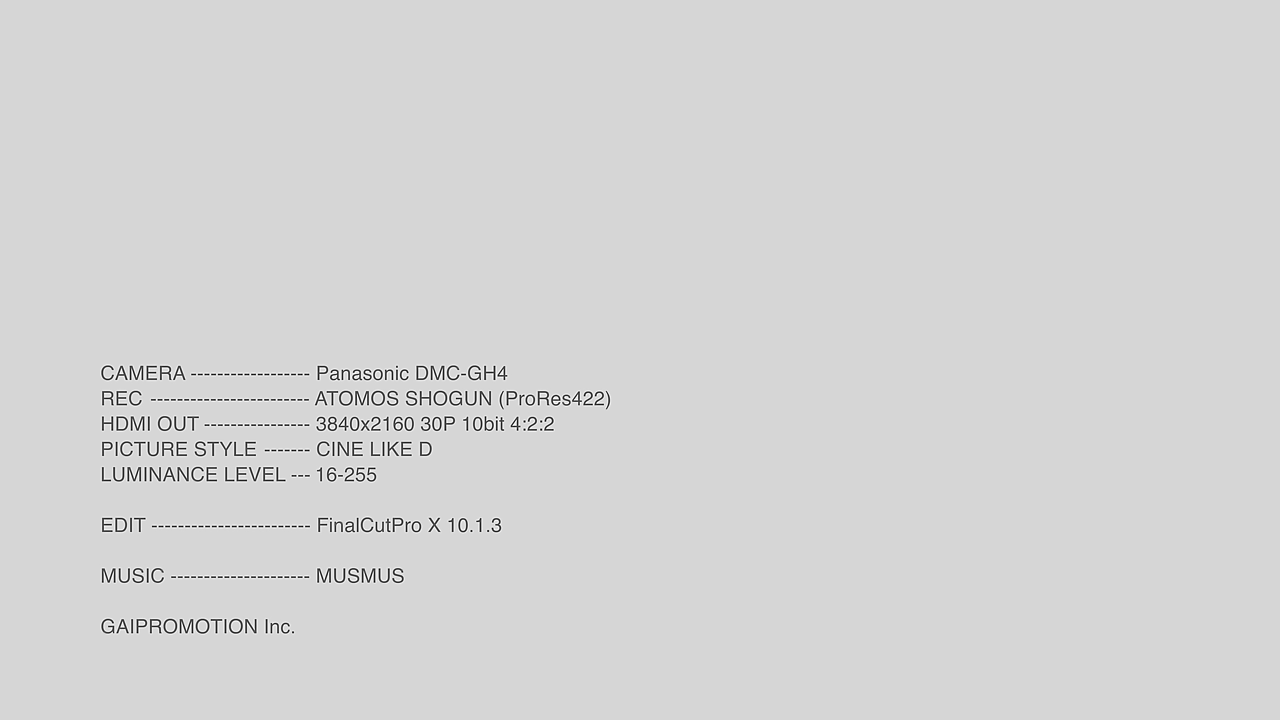 CAMERA ------------------ Panasonic DMC-GH4
REC ------------------------ ATOMOS SHOGUN (ProRes422)
HDMI OUT ---------------- 3840x2160 30P 10bit 4:2:2
PICTURE STYLE ------- CINE LIKE D
LUMINANCE LEVEL --- 16-255
EDIT ------------------------ FinalCutPro X 10.1.3
MUSIC --------------------- MUSMUS
GAIPROMOTION Inc.